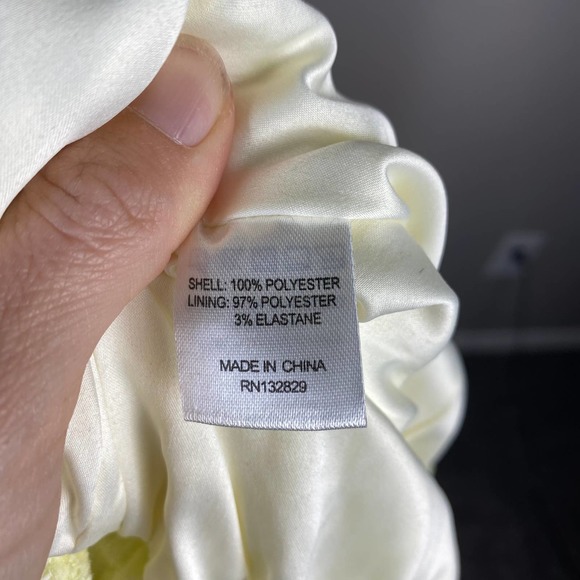 SHELL: 100% POLYESTER
LINING: 97% POLYESTER
3% ELASTANE
MADE IN CHINA
RN132829